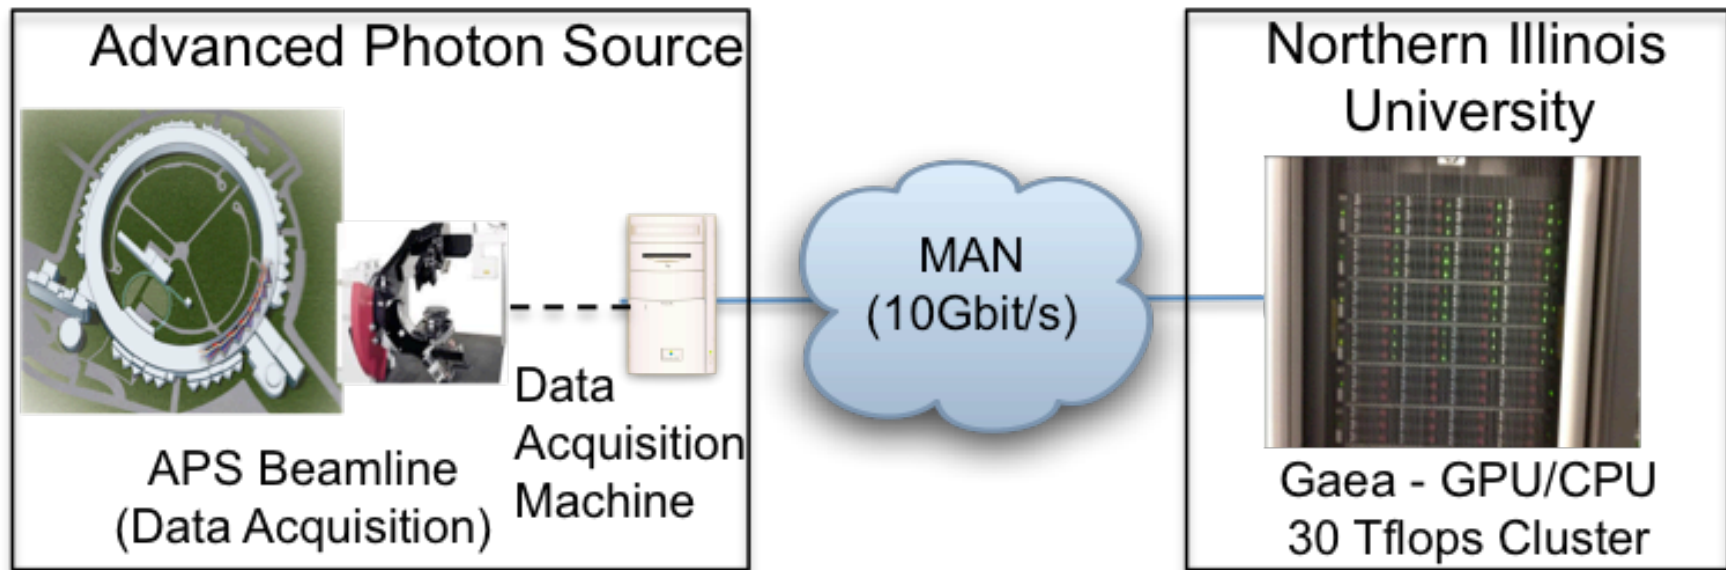 Advanced Photon Source
APS Beamline
(Data Acquisition)
Data
Acquisition
Machine
MAN
(10Gbit/s)
Northern Illinois
University
Gaea - GPU/CPU
30 Tflops Cluster